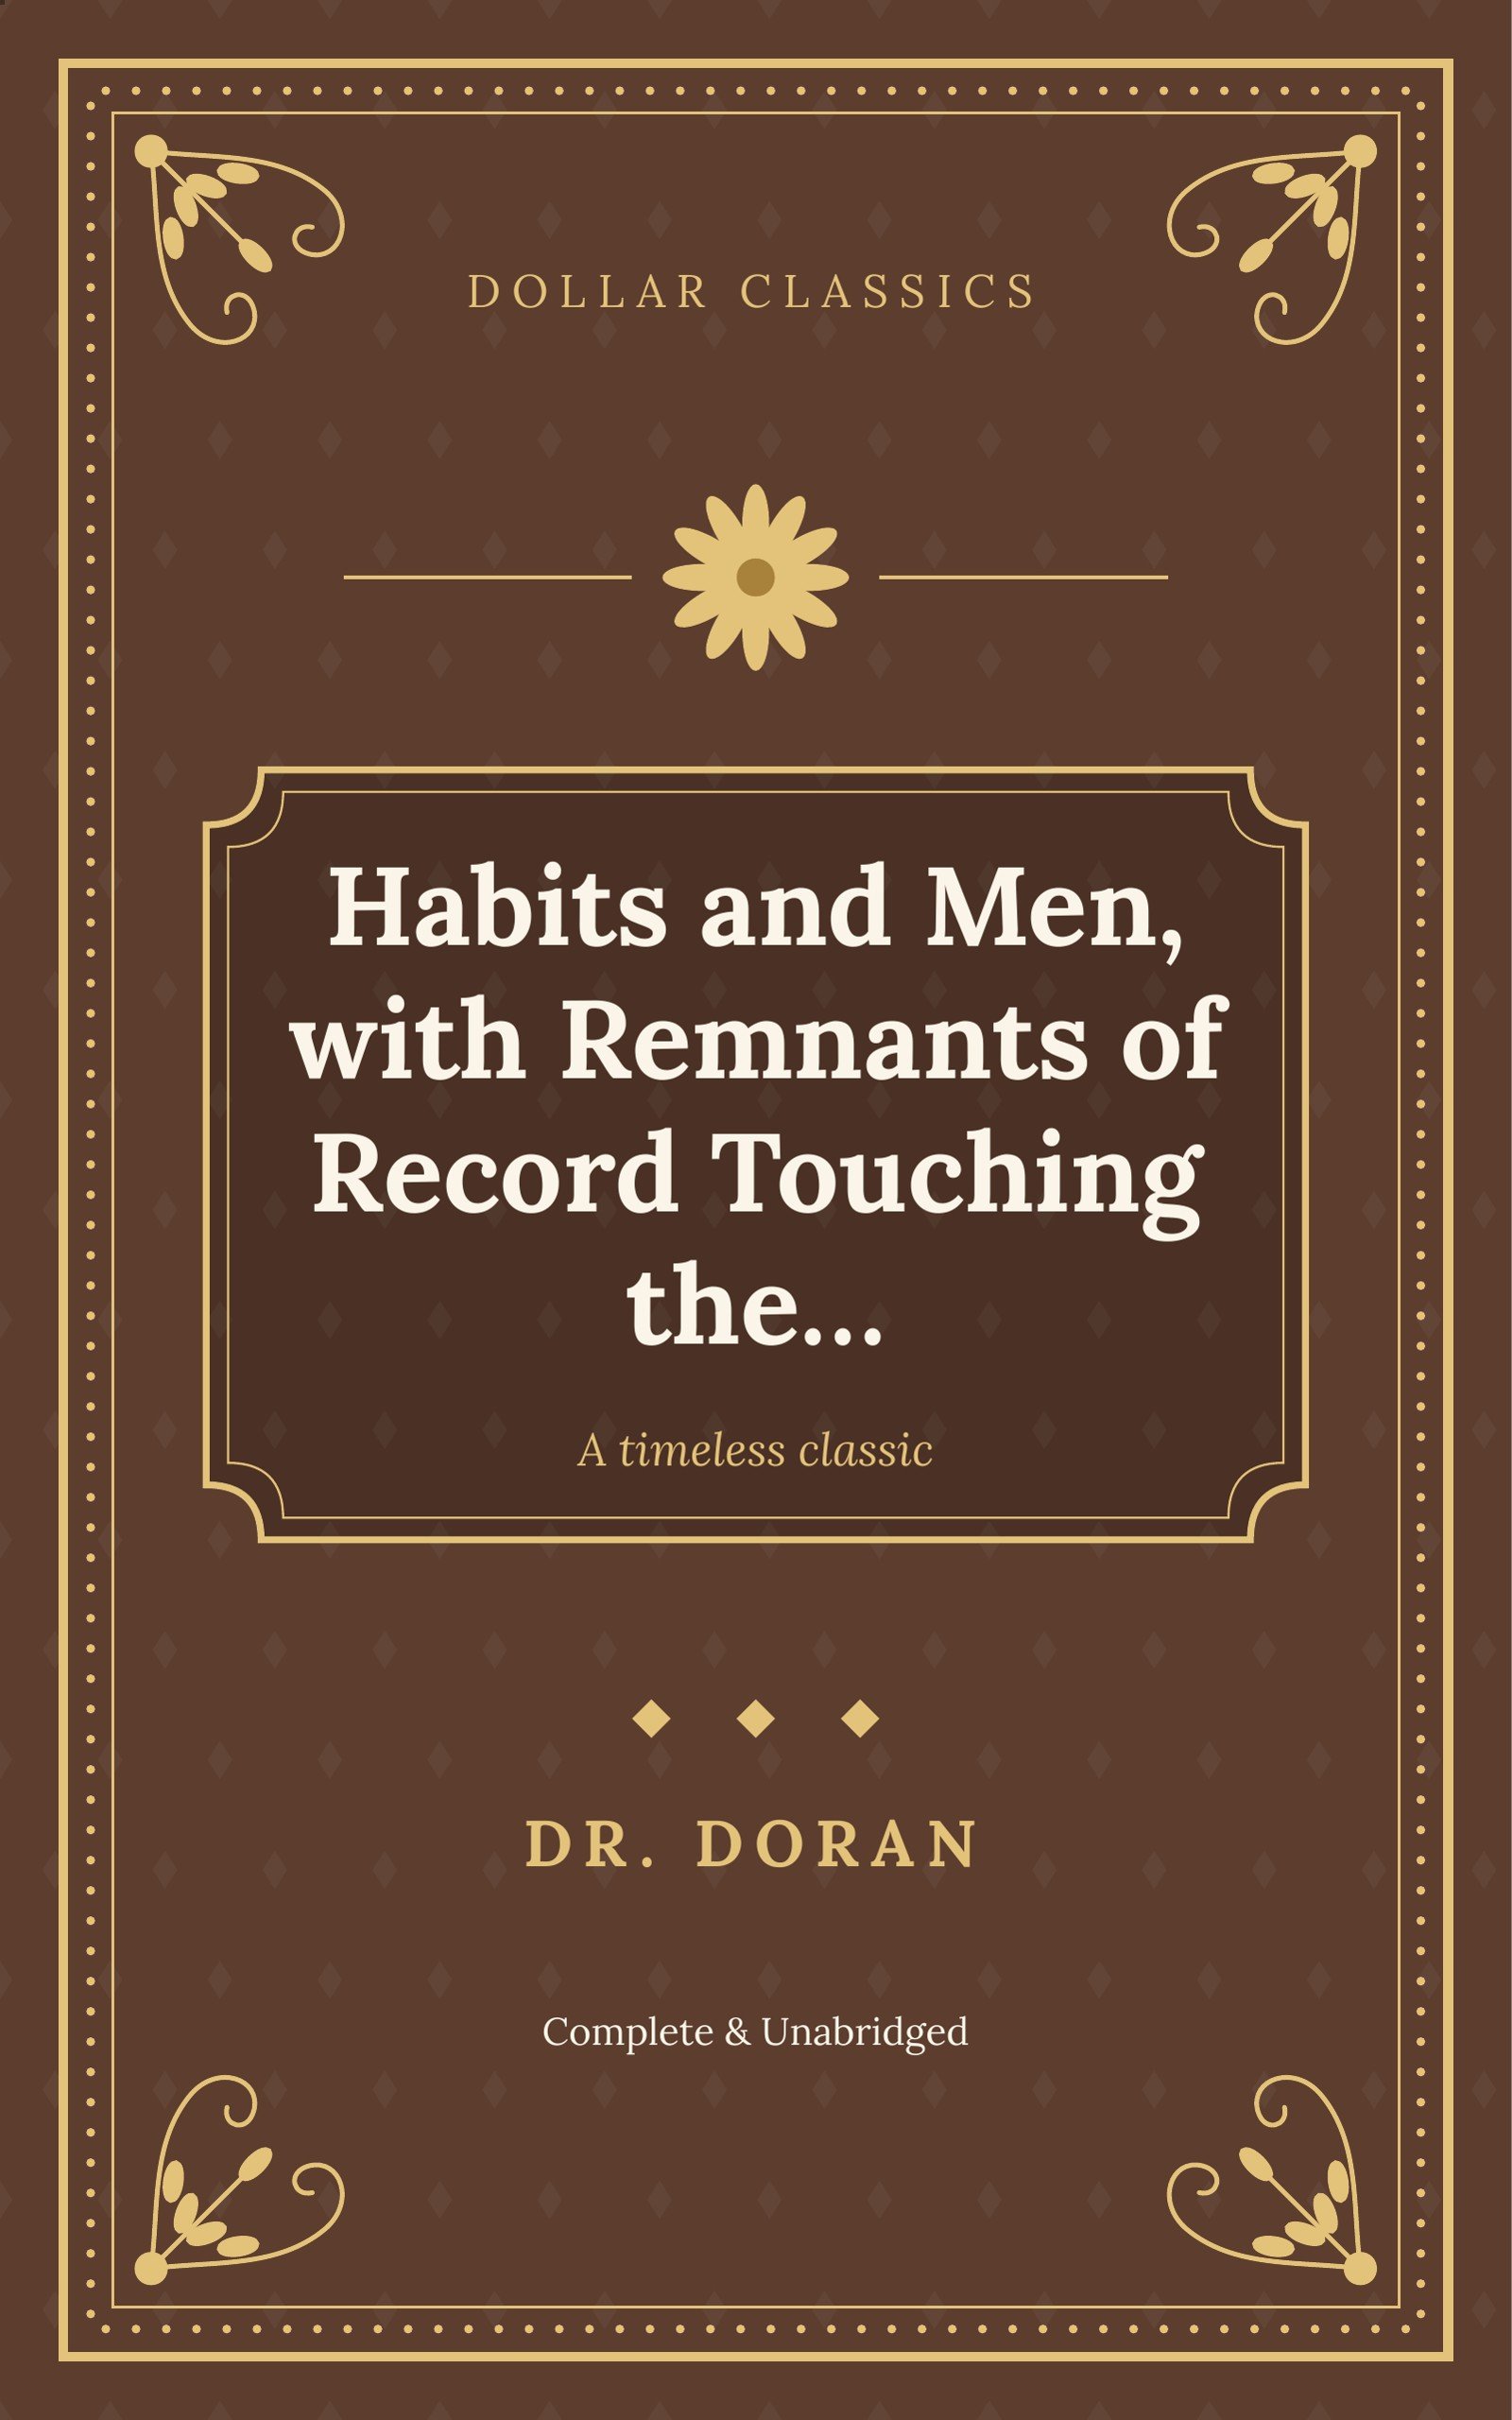 DOLLAR CLASSICS
Habits and Men,
with Remnants of
Record Touching
the...
A timeless classic
DR. DORAN
Complete & Unabridged